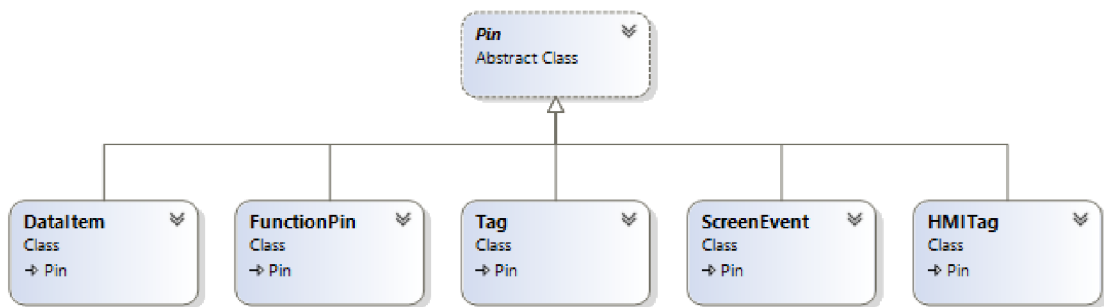 Pin
Abstract Class
DataItem
Class
Pin
FunctionPin
Class
Pin
Tag
Class
Pin
ScreenEvent
Class
Pin
HMITag
Class
Pin